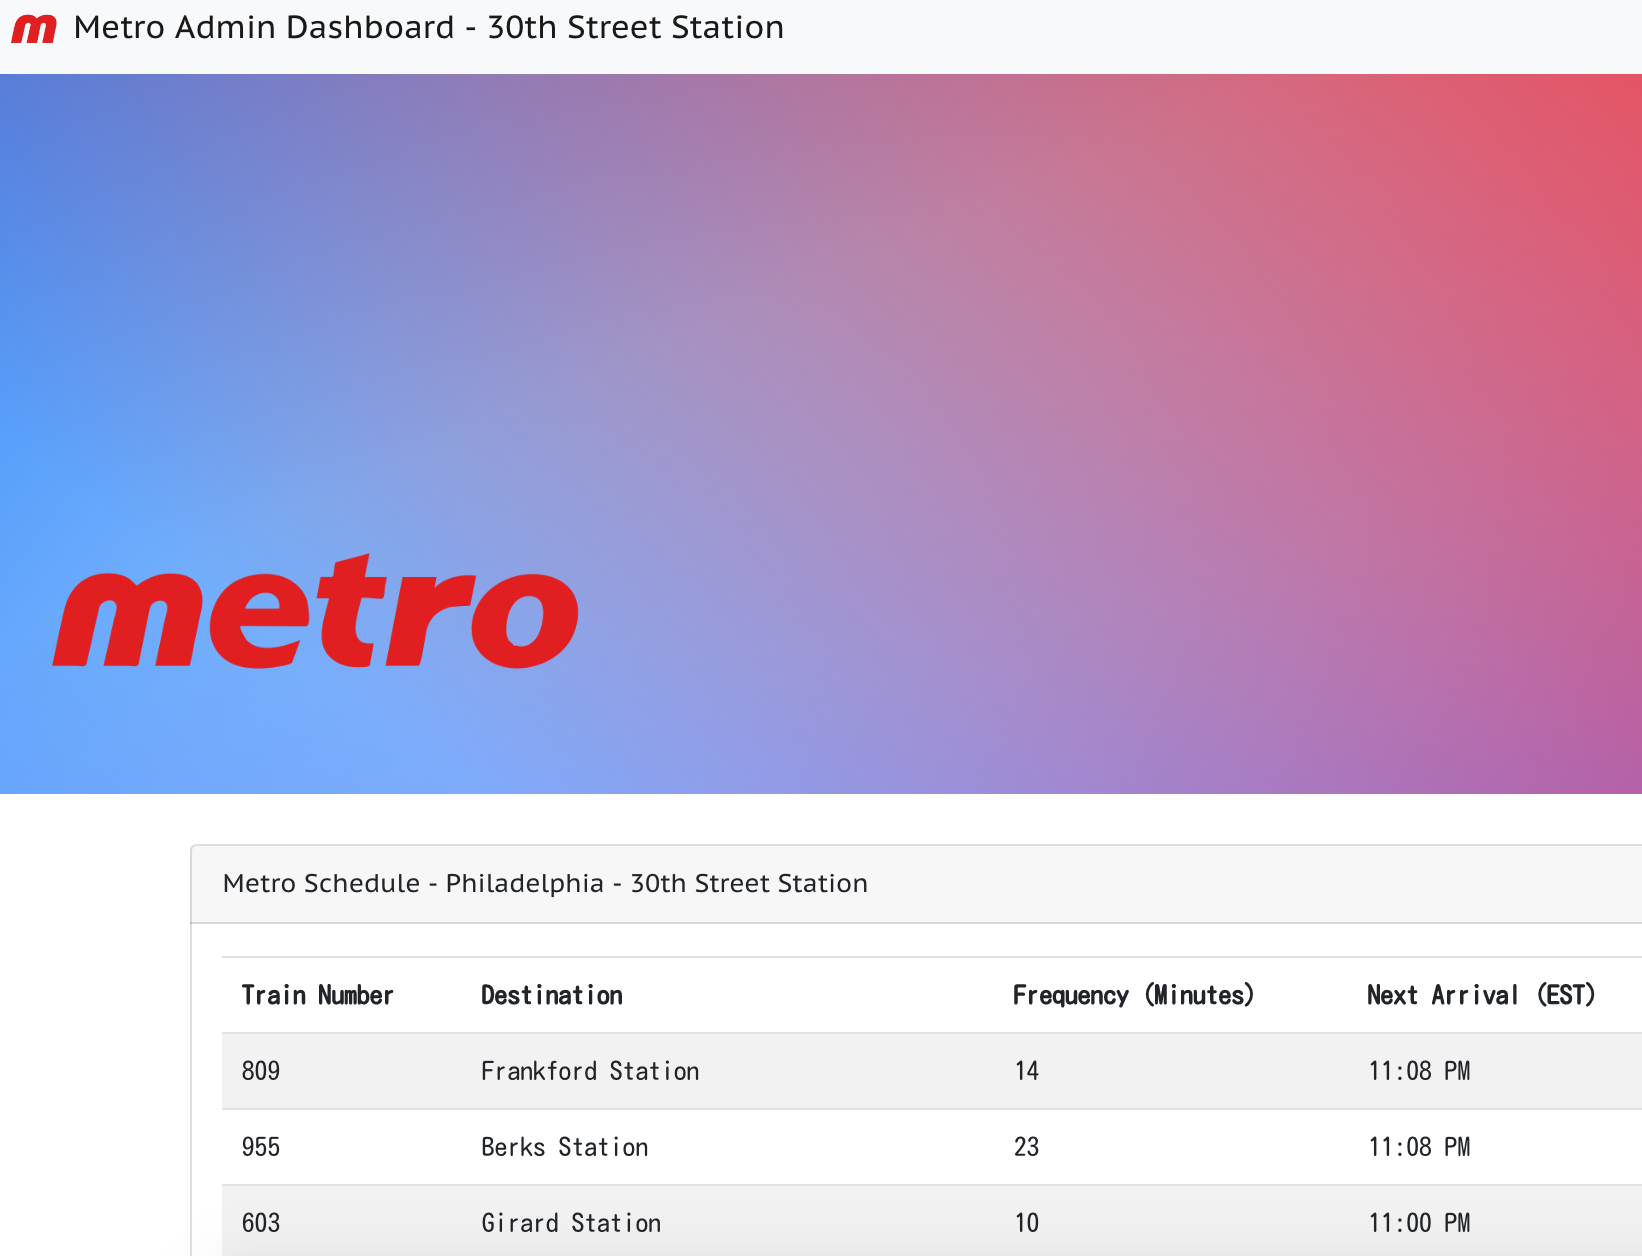 m Metro Admin Dashboard - 30th Street Station
metro
Metro Schedule - Philadelphia - 30th Street Station
Train Number Destination Frequency (Minutes) Next Arrival (EST)
809 Frankford Station 14 11:08 PM
955 Berks Station 23 11:08 PM
603 Girard Station 10 11:00 PM